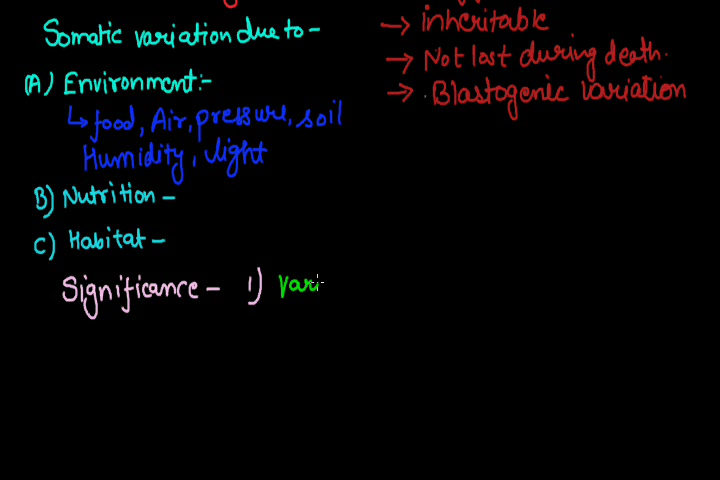 Somatic variation due to -
(A) Environment:-
↳ food, Air, pressure, soil
Humidity, light
B) Nutrition -
C) Habitat -
Significance - 1) Vari
→ inheritable
→ Not lost during death.
→ . Blastogenic variation